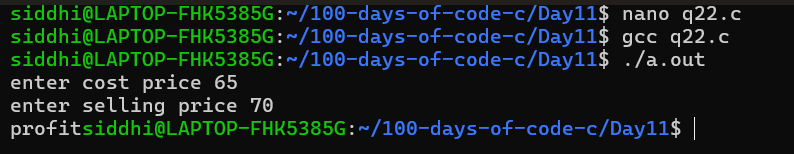 siddhi@LAPTOP-FHK5385G:~/100-days-of-code-c/Day11$ nano q22.c
siddhi@LAPTOP-FHK5385G:~/100-days-of-code-c/Day11$ gcc q22.c
siddhi@LAPTOP-FHK5385G:~/100-days-of-code-c/Day11$ ./a.out
enter cost price 65
enter selling price 70
profitsiddhi@LAPTOP-FHK5385G:~/100-days-of-code-c/Day11$